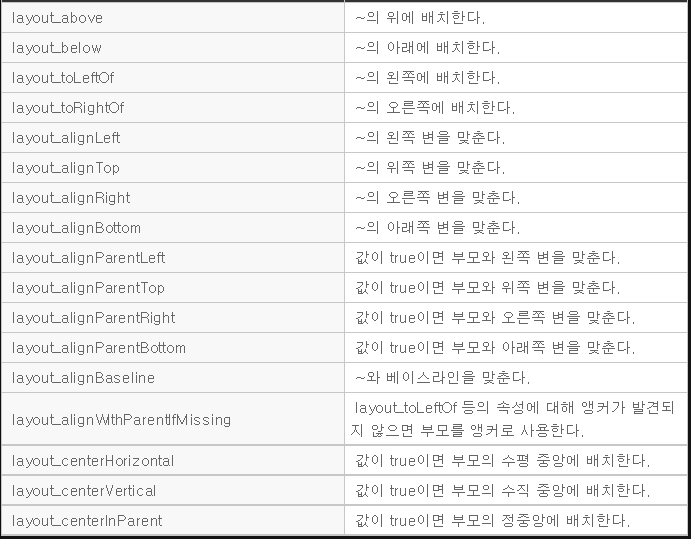 layout_above ~의 위에 배치한다.
layout_below ~의 아래에 배치한다.
layout_toLeftOf ~의 왼쪽에 배치한다.
layout_toRightOf ~의 오른쪽에 배치한다.
layout_alignLeft ~의 왼쪽 변을 맞춘다.
layout_alignTop ~의 위쪽 변을 맞춘다.
layout_alignRight ~의 오른쪽 변을 맞춘다.
layout_alignBottom ~의 아래쪽 변을 맞춘다.
layout_alignParentLeft 값이 true이면 부모와 왼쪽 변을 맞춘다.
layout_alignParentTop 값이 true이면 부모와 위쪽 변을 맞춘다.
layout_alignParentRight 값이 true이면 부모와 오른쪽 변을 맞춘다.
layout_alignParentBottom 값이 true이면 부모와 아래쪽 변을 맞춘다.
layout_alignBaseline ~와 베이스라인을 맞춘다.
layout_alignWithParentIfMissing layout_toLeftOf 등의 속성에 대해 앵커가 발견되
지 않으면 부모를 앵커로 사용한다.
layout_centerHorizontal 값이 true이면 부모의 수평 중앙에 배치한다.
layout_centerVertical 값이 true이면 부모의 수직 중앙에 배치한다.
layout_centerInParent 값이 true이면 부모의 정중앙에 배치한다.